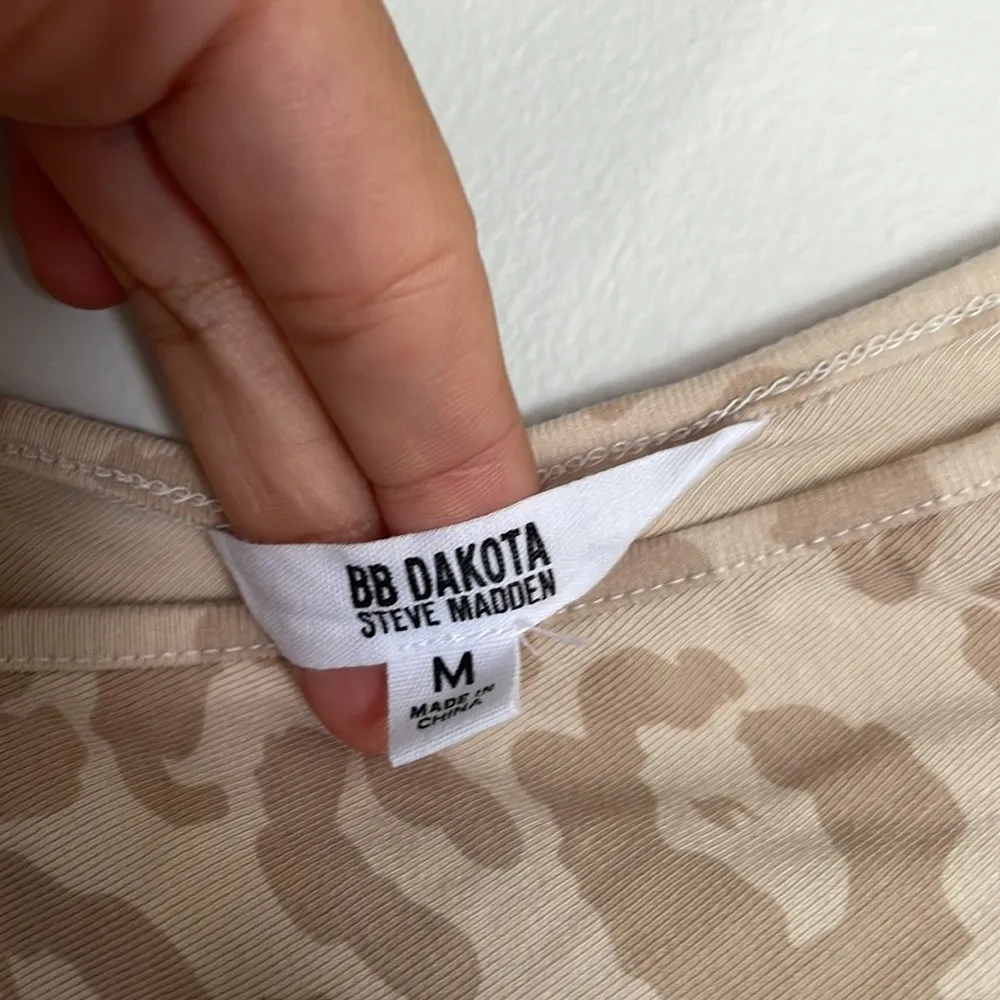 BB DAKOTA
STEVE MADDEN
M
MADE IN
CHINA